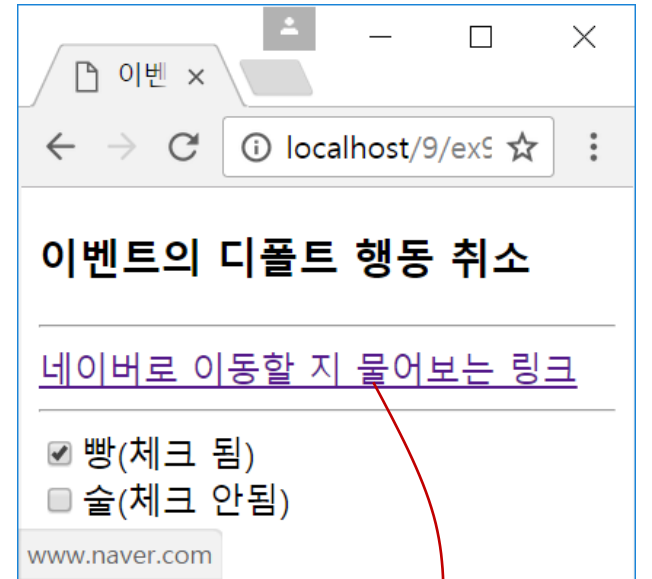 이벤
localhost/9/ex9
이벤트의 디폴트 행동 취소
네이버로 이동할 지 물어보는 링크
빵(체크 됨)
술(체크 안됨)
www.naver.com